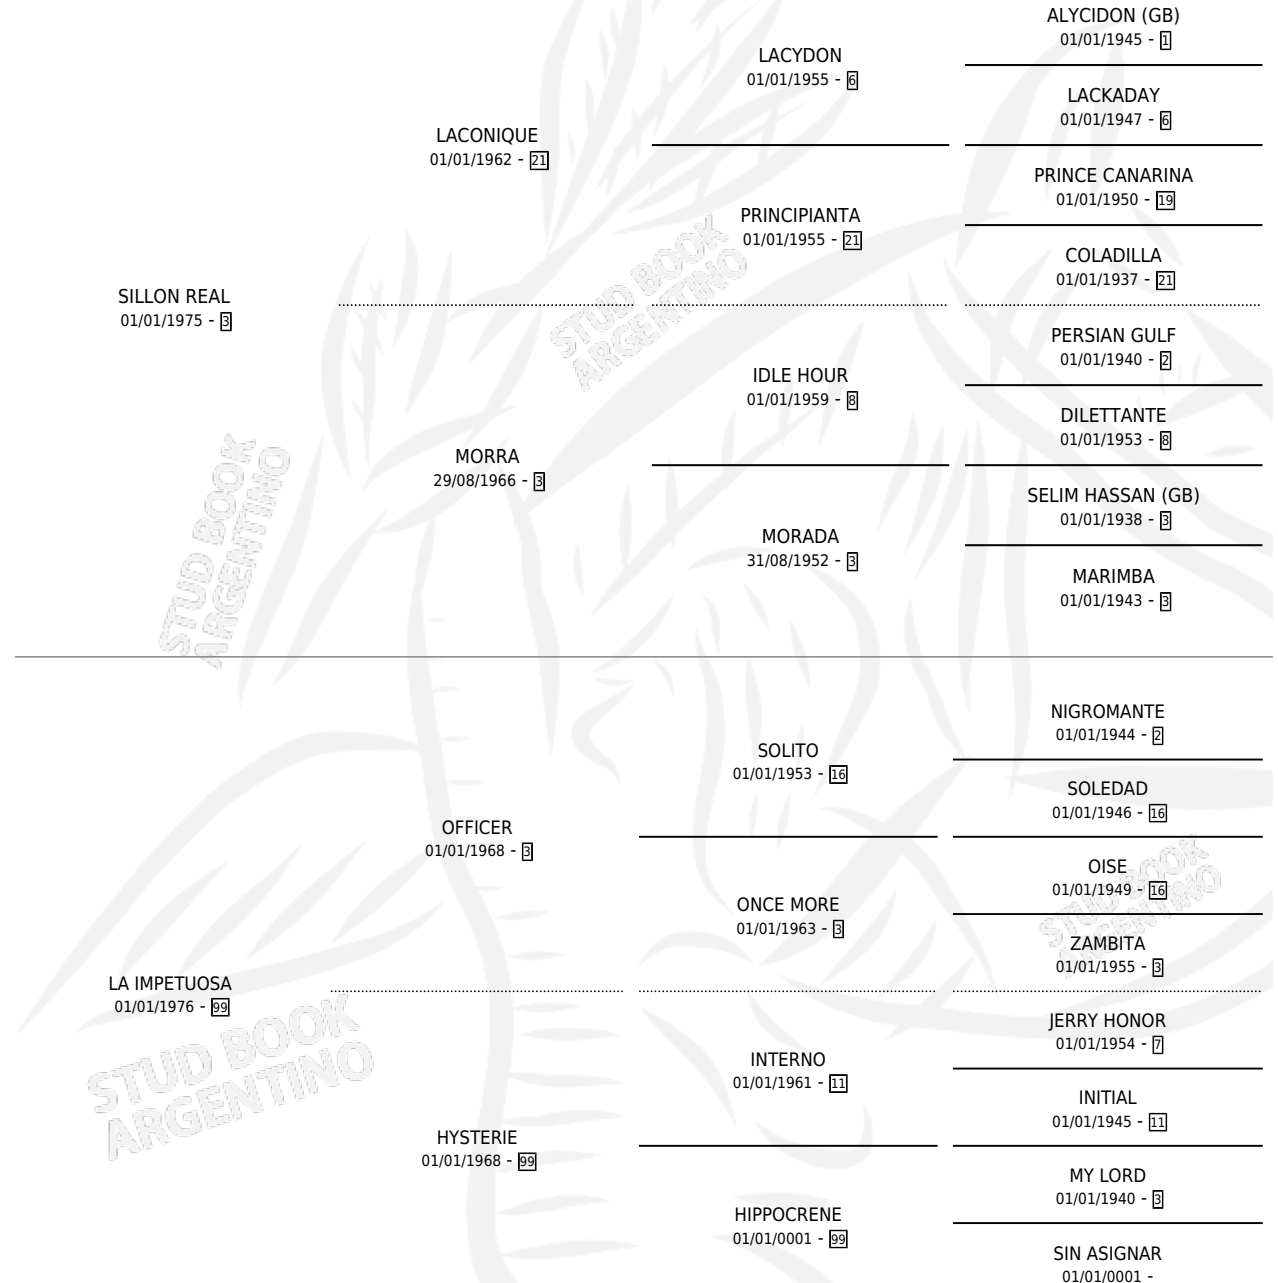 ALYCIDON (GB)
01/01/1945 - 1
LACYDON
01/01/1955 - 6
LACKADAY
01/01/1947 - 6
LACONIQUE
01/01/1962 - 21
PRINCE CANARINA
01/01/1950 - 19
PRINCIPIANTA
01/01/1955 - 21
COLADILLA
01/01/1937 - 21
SILLON REAL
01/01/1975 - 3
STUD BOOK
ARGENTINO
PERSIAN GULF
01/01/1940 - 2
IDLE HOUR
01/01/1959 - 8
DILETTANTE
01/01/1953 - 8
MORRA
29/08/1966 - 3
SELIM HASSAN (GB)
01/01/1938 - 3
MORADA
31/08/1952 - 3
MARIMBA
01/01/1943 - 3
STUD BOOK
ARGENTINO
NIGROMANTE
01/01/1944 - 2
SOLITO
01/01/1953 - 16
SOLEDAD
01/01/1946 - 16
OFFICER
01/01/1968 - 3
OISE
01/01/1949 - 16
ONCE MORE
01/01/1963 - 3
STUD BOOK
ARGENTINO
ZAMBITA
01/01/1955 - 3
LA IMPETUOSA
01/01/1976 - 99
JERRY HONOR
01/01/1954 - 7
INTERNO
01/01/1961 - 11
STUD BOOK
ARGENTINO
INITIAL
01/01/1945 - 11
HYSTERIE
01/01/1968 - 99
MY LORD
01/01/1940 - 3
HIPPOCRENE
01/01/0001 - 99
SIN ASIGNAR
01/01/0001 -